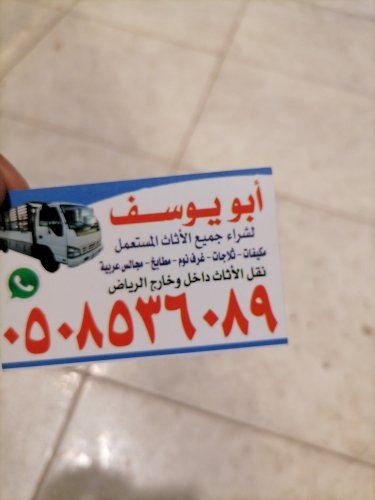 أبو يوسف
لشراء جميع الأثاث المستعمل
مكيفات - ثلاجات - غرف نوم - مطابخ - مجالس عربية
نقل الأثاث داخل وخارج الرياض
٠٥٠٨٥٣٦٠٨٩